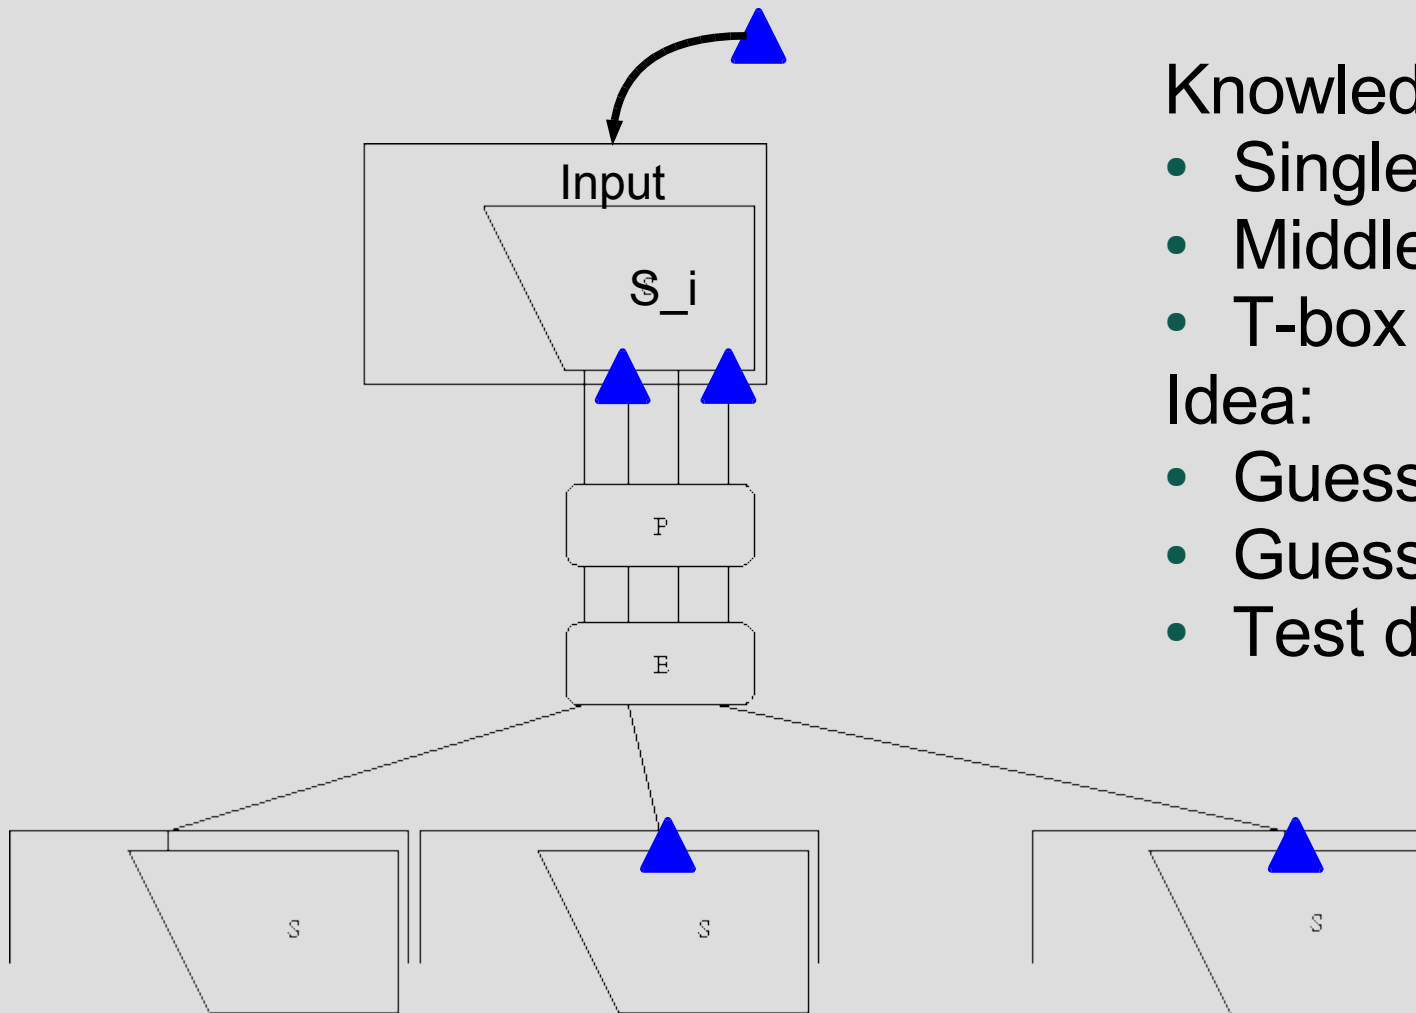 Input
S_i
P
E
S
S
S
Knowled
• Single
• Middle
• T-box
Idea:
• Guess
• Guess
• Test d